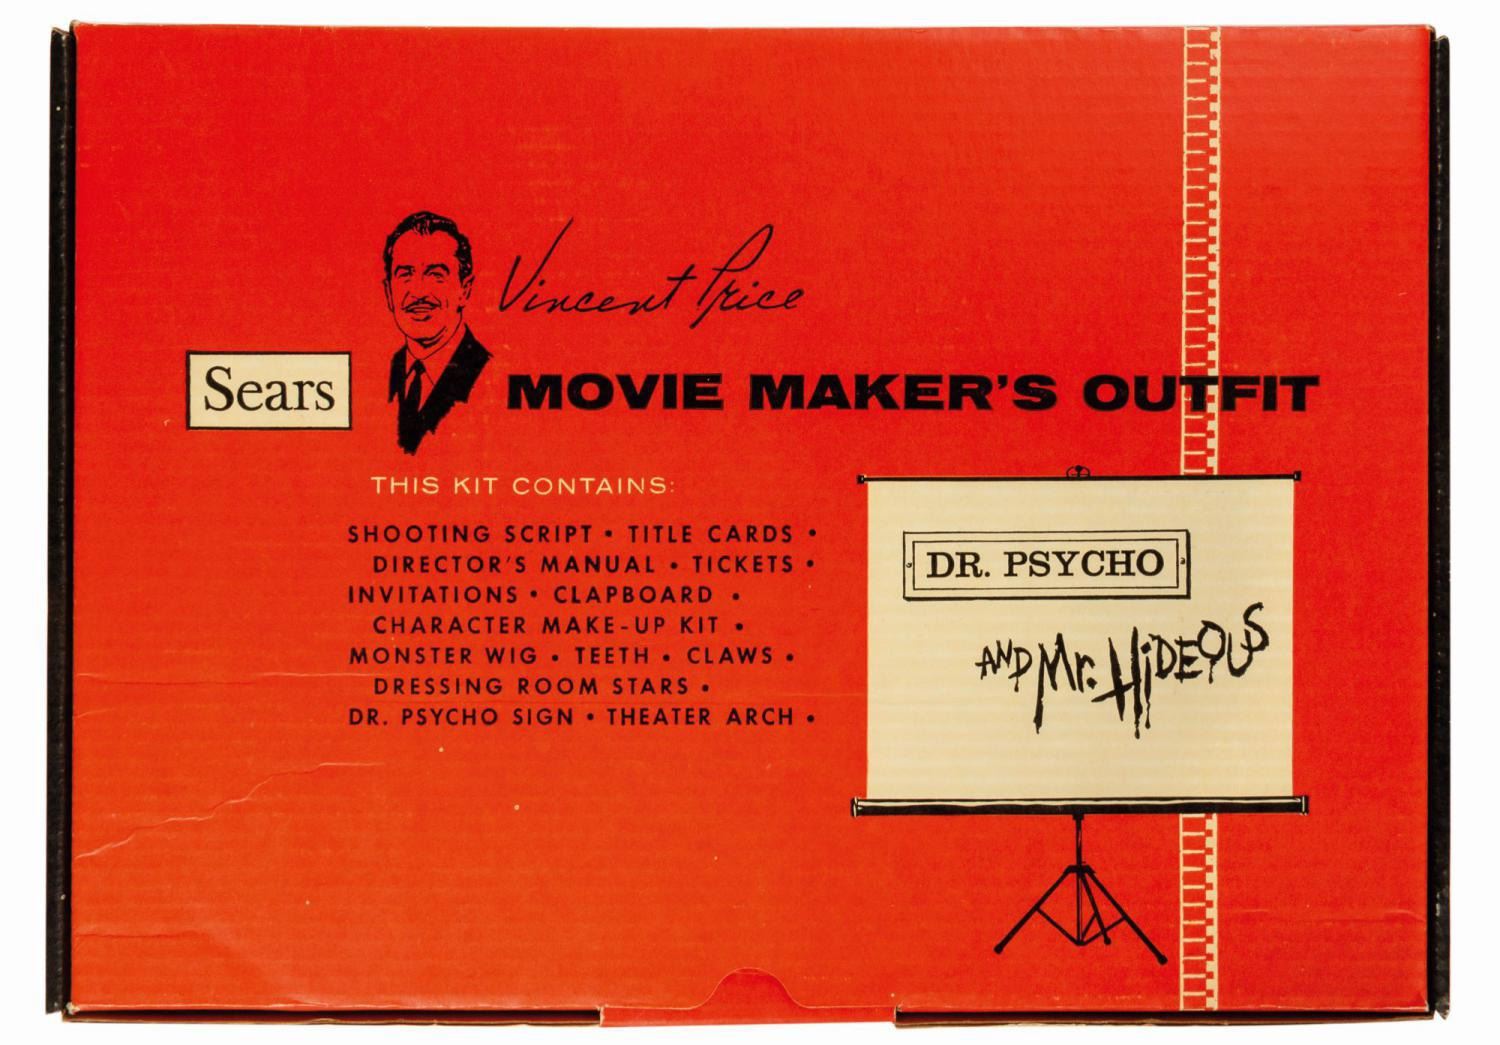 Vincent Price
Sears
MOVIE MAKER'S OUTFIT
THIS KIT CONTAINS:
SHOOTING SCRIPT • TITLE CARDS •
DIRECTOR'S MANUAL • TICKETS •
INVITATIONS • CLAPBOARD •
CHARACTER MAKE-UP KIT •
MONSTER WIG • TEETH • CLAWS •
DRESSING ROOM STARS •
DR. PSYCHO SIGN • THEATER ARCH •
DR. PSYCHO
AND Mr. HiDEOUS